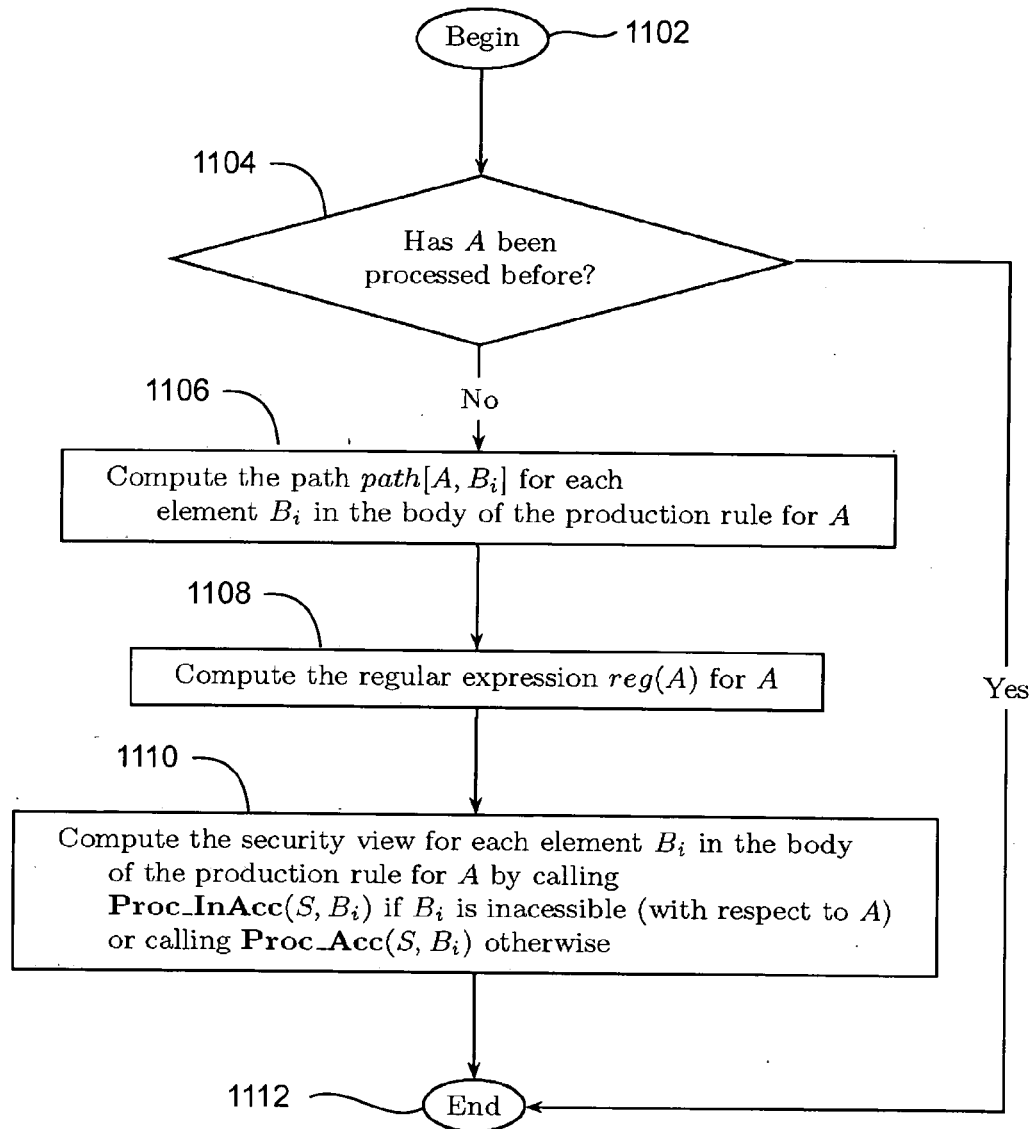 Begin
1102
1104
Has A been
processed before?
No
Yes
1106
Compute the path path[A, B_i] for each
element B_i in the body of the production rule for A
1108
Compute the regular expression reg(A) for A
1110
Compute the security view for each element B_i in the body
of the production rule for A by calling
Proc_InAcc(S, B_i) if B_i is inacessible (with respect to A)
or calling Proc_Acc(S, B_i) otherwise
1112
End